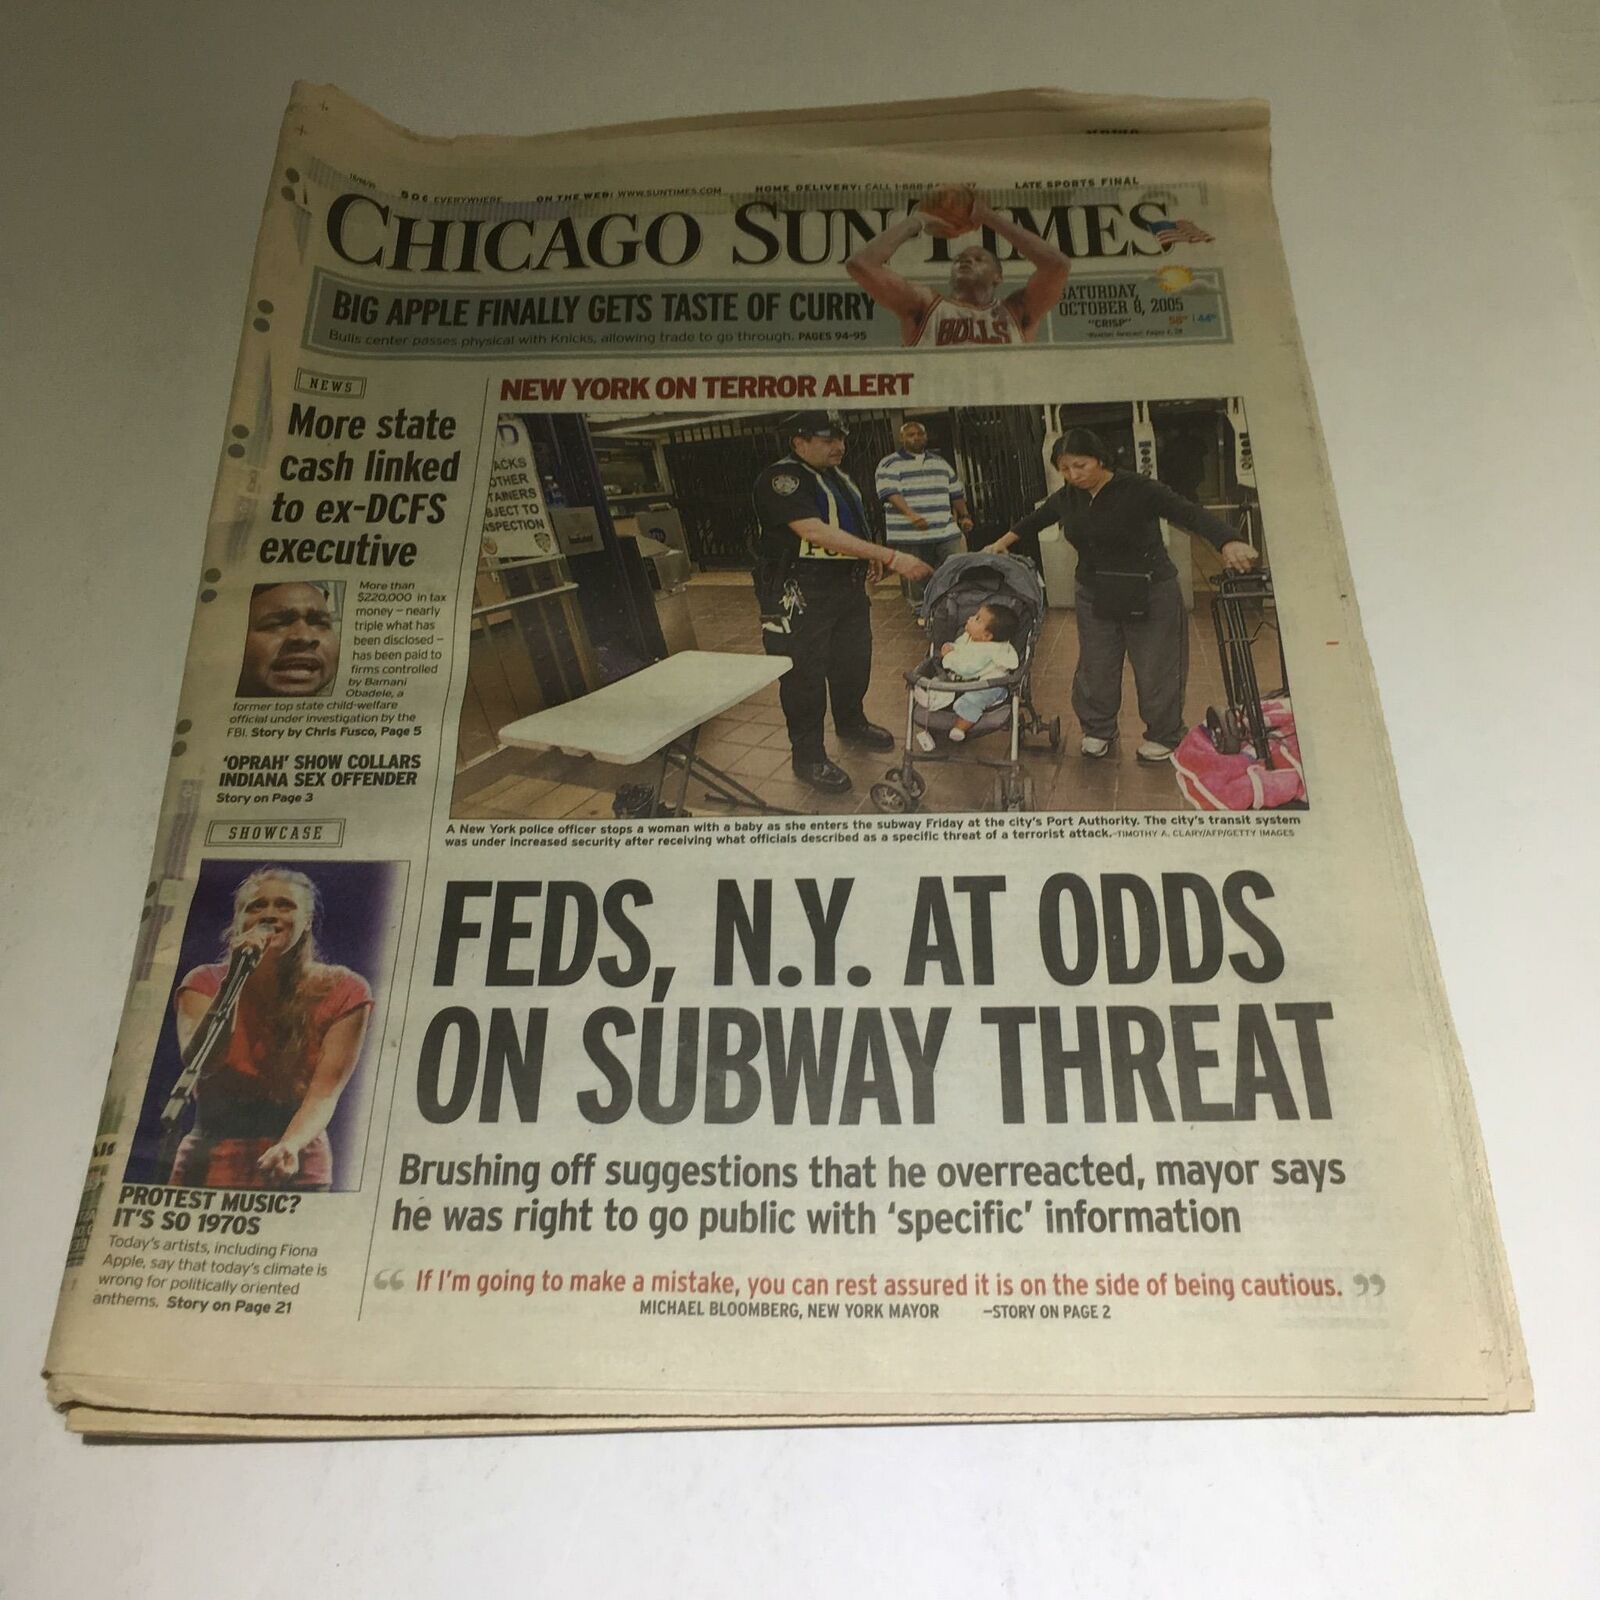 50¢ EVERYWHERE
ON THE WEB: WWW.SUNTIMES.COM
HOME DELIVERY: CALL
LATE SPORTS FINAL
CHICAGO SUN-TIMES
BIG APPLE FINALLY GETS TASTE OF CURRY
Bulls center passes physical with Knicks, allowing trade to go through. PAGES 94-95
BULLS
SATURDAY,
OCTOBER 8, 2005
"CRISP"
58° | 44°
NEWS
More state
cash linked
to ex-DCFS
executive
More than
$220,000 in tax
money – nearly
triple what has
been disclosed –
has been paid to
firms controlled
by Bamani
Obadele, a
former top state child-welfare
official under investigation by the
FBI. Story by Chris Fusco, Page 5
'OPRAH' SHOW COLLARS
INDIANA SEX OFFENDER
Story on Page 3
SHOWCASE
PROTEST MUSIC?
IT'S SO 1970S
Today's artists, including Fiona
Apple, say that today's climate is
wrong for politically oriented
anthems. Story on Page 21
NEW YORK ON TERROR ALERT
D
ACKS
OTHER
TAINERS
BJECT TO
NSPECTION
A New York police officer stops a woman with a baby as she enters the subway Friday at the city's Port Authority. The city's transit system
was under increased security after receiving what officials described as a specific threat of a terrorist attack.–TIMOTHY A. CLARY/AFP/GETTY IMAGES
FEDS, N.Y. AT ODDS
ON SUBWAY THREAT
Brushing off suggestions that he overreacted, mayor says
he was right to go public with 'specific' information
“ If I'm going to make a mistake, you can rest assured it is on the side of being cautious. ”
MICHAEL BLOOMBERG, NEW YORK MAYOR –STORY ON PAGE 2